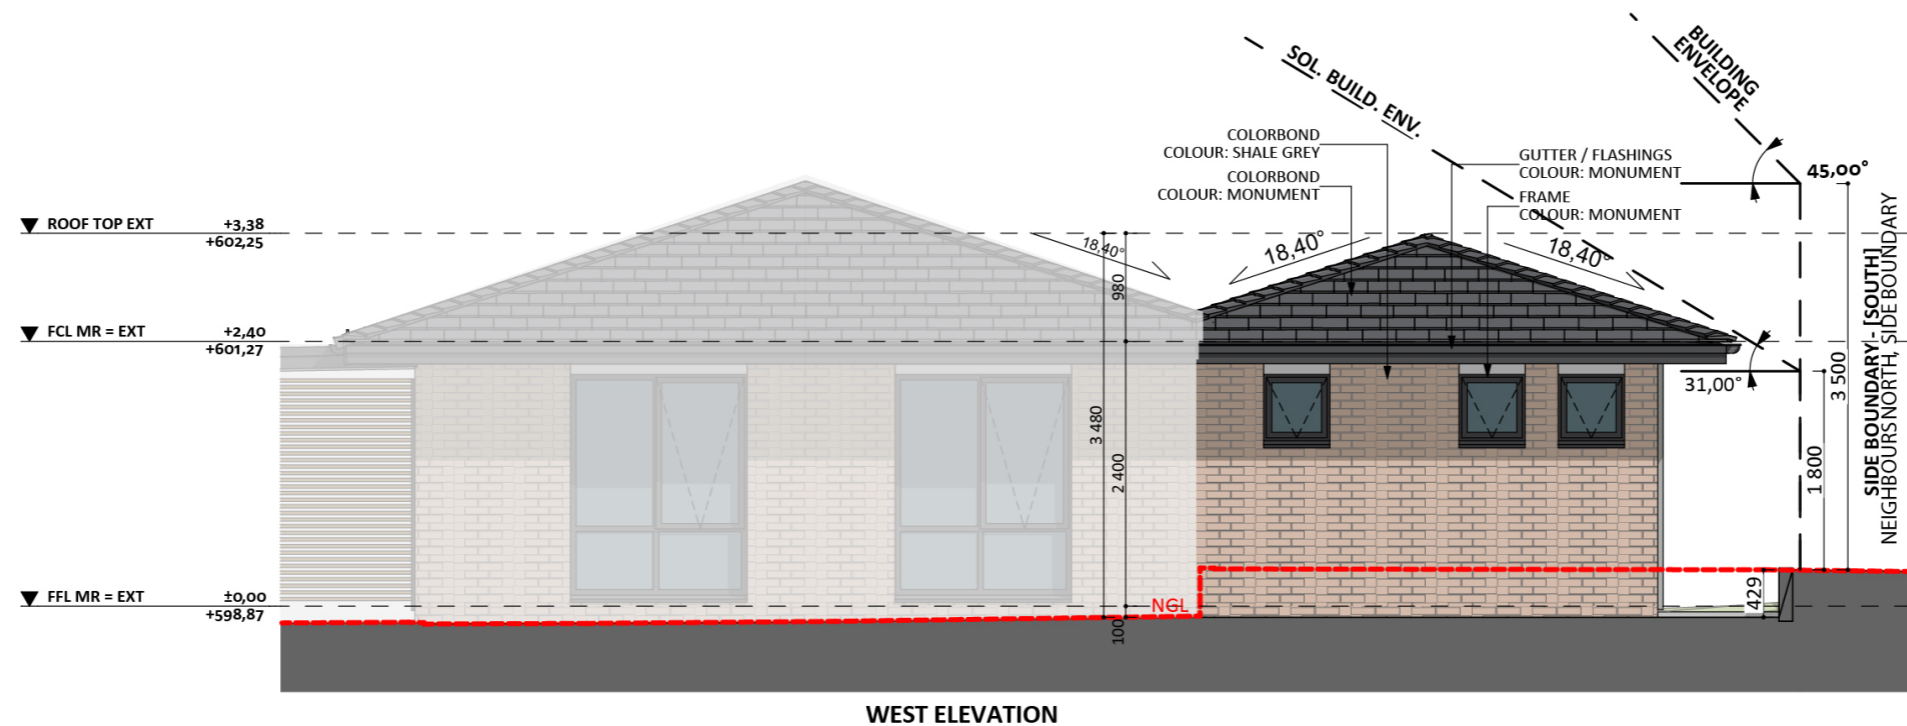 BUILDING
ENVELOPE
SOL. BUILD. ENV.
COLORBOND
COLOUR: SHALE GREY
COLORBOND
COLOUR: MONUMENT
GUTTER / FLASHINGS
COLOUR: MONUMENT
FRAME
COLOUR: MONUMENT
45,00°
ROOF TOP EXT +3,38
+602,25
18,40°
18,40°
18,40°
980
FCL MR = EXT +2,40
+601,27
31,00°
3 500
3 480
2 400
1 800
SIDE BOUNDARY - [SOUTH]
NEIGHBOURS NORTH, SIDE BOUNDARY
FFL MR = EXT ±0,00
+598,87
NGL
429
100
WEST ELEVATION